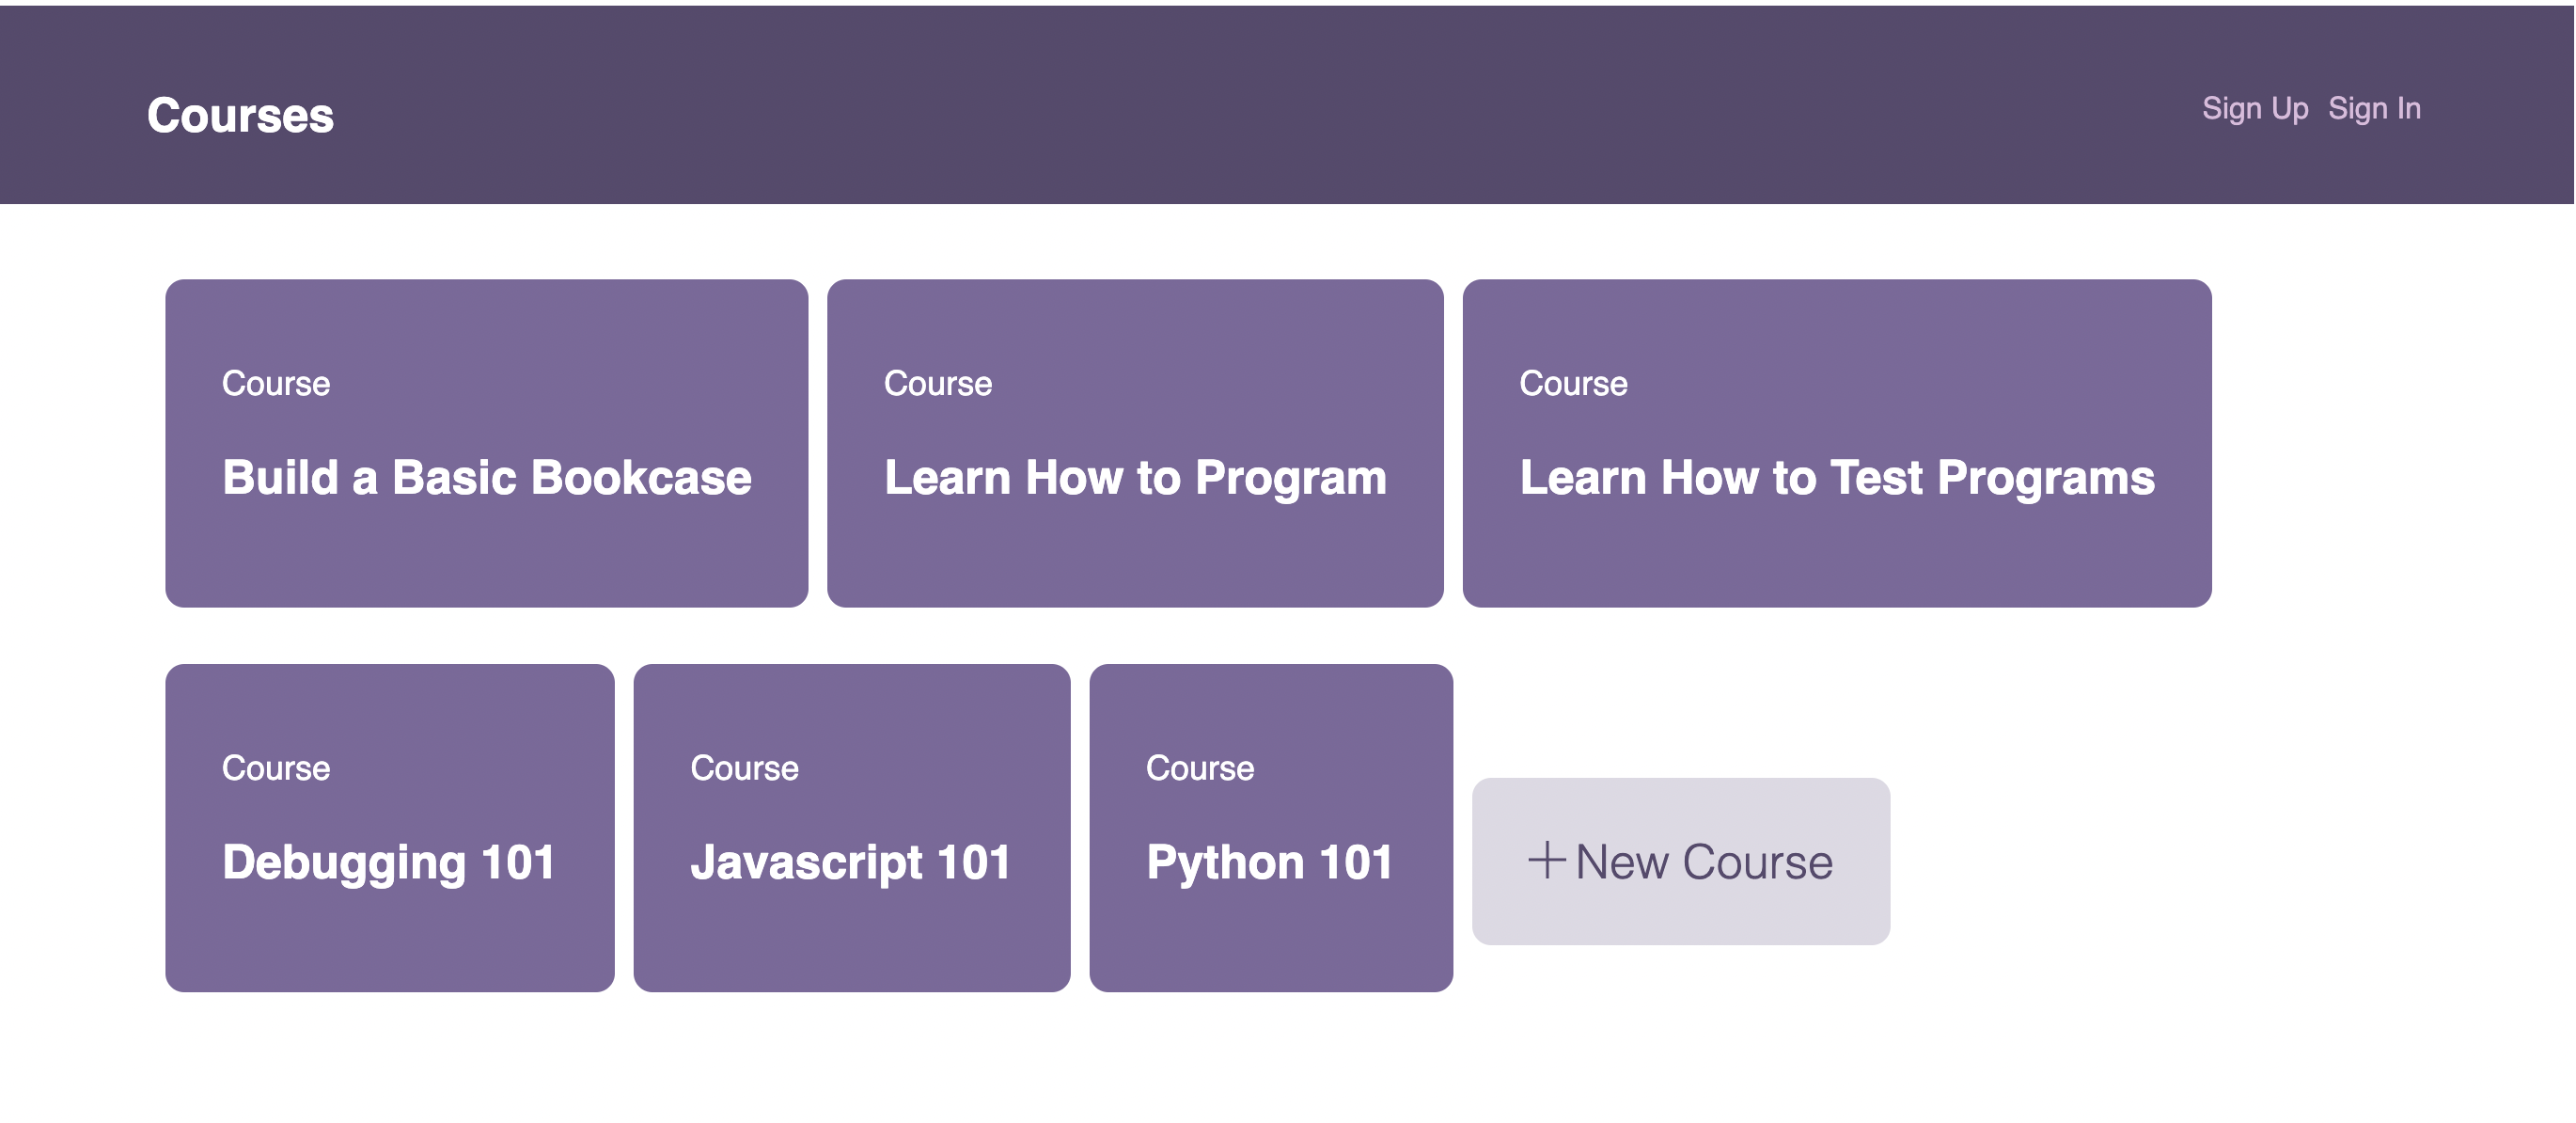 Courses
Sign Up Sign In
Course
Build a Basic Bookcase
Course
Learn How to Program
Course
Learn How to Test Programs
Course
Debugging 101
Course
Javascript 101
Course
Python 101
+ New Course